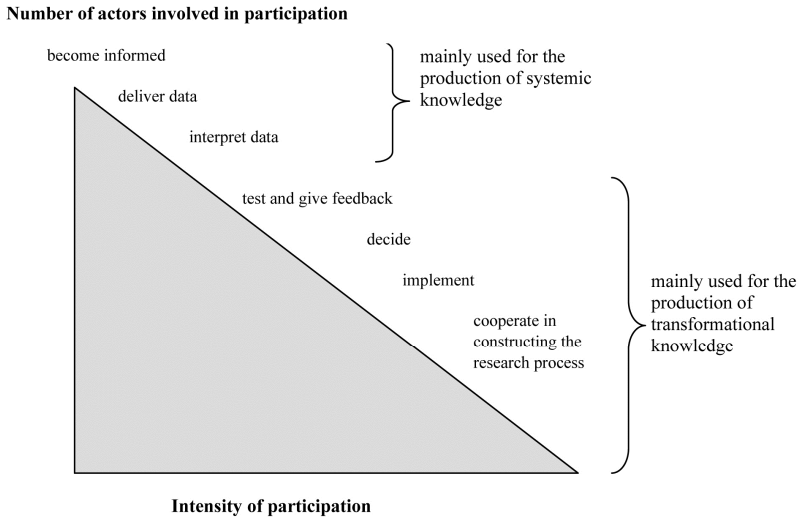 Number of actors involved in participation
become informed
deliver data
interpret data
mainly used for the
production of systemic
knowledge
test and give feedback
decide
implement
cooperate in
constructing the
research process
mainly used for the
production of
transformational
knowledge
Intensity of participation